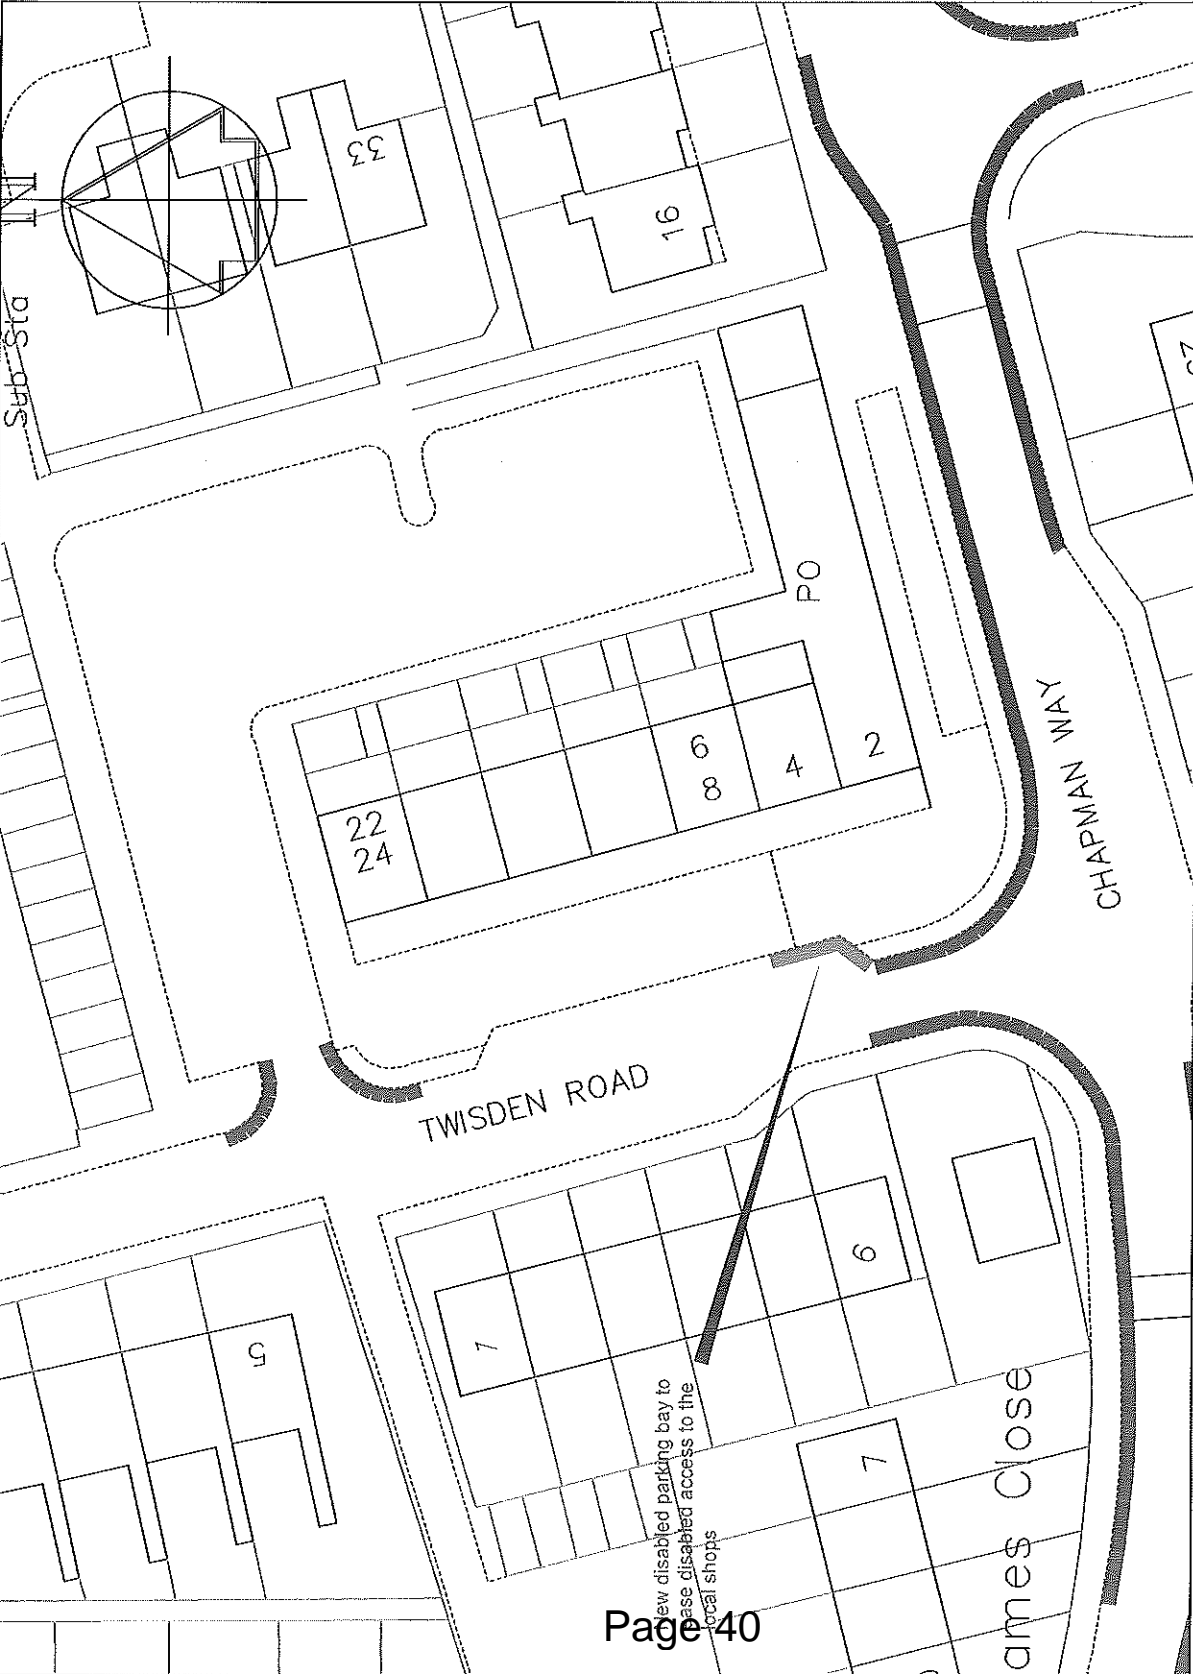 N
Sub Sta
33
16
PO
6
8
4
2
22
24
CHAPMAN WAY
TWISDEN ROAD
5
6
7
ames Close
disabled parking bay to
disabled access to the
shops
Page 40